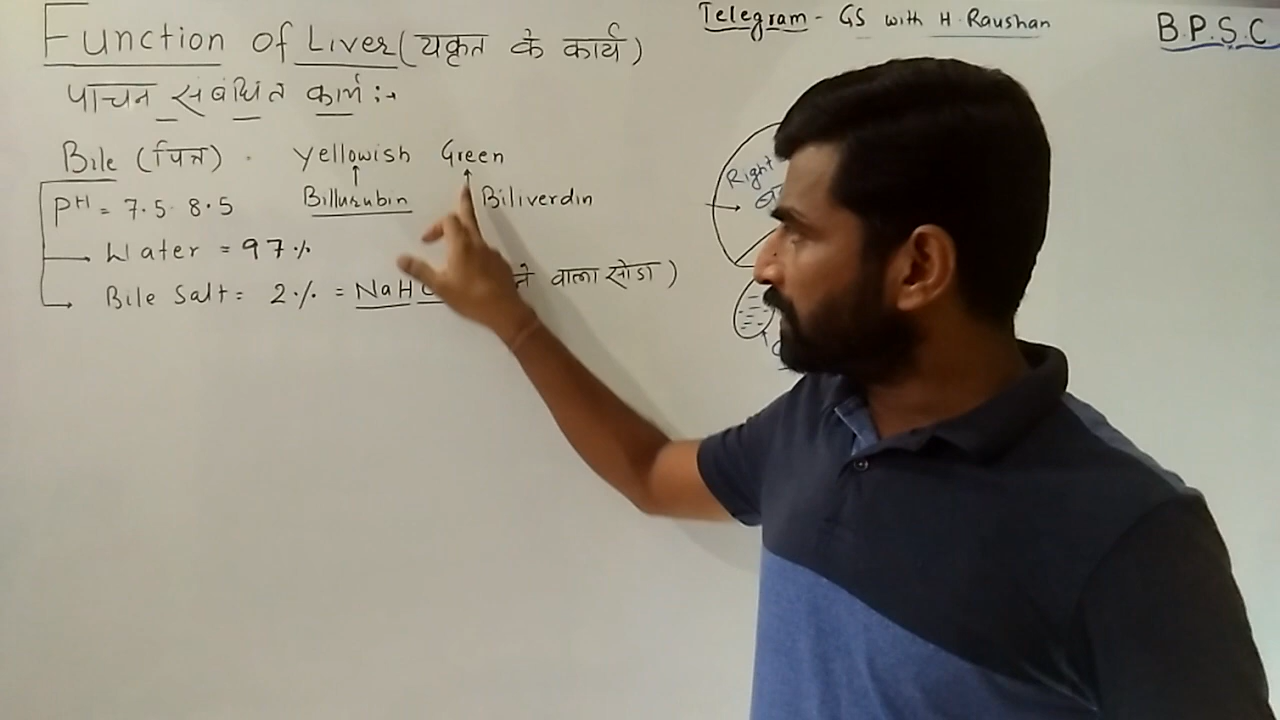 Telegram - GS with H. Raushan
B.P.S.C
Function of Liver (यकृत के कार्य)
पाचन संबंधित कार्य :→
Bile (पित्त) . Yellowish Green
PH = 7.5 8.5 Billurubin Biliverdin
Water = 97%
Bile Salt = 2% = NaH वाला सोडा)
Right